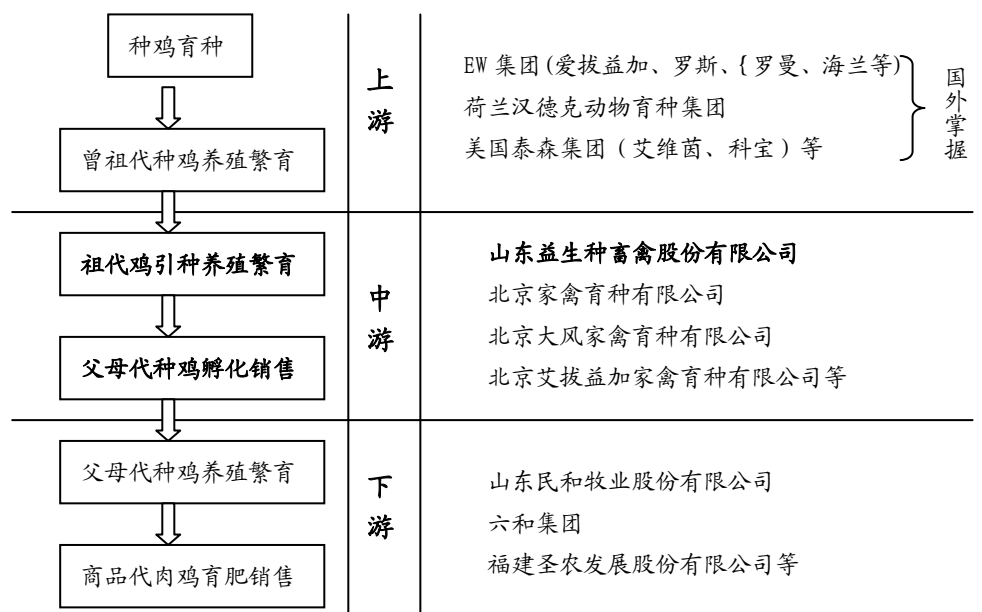 种鸡育种
曾祖代种鸡养殖繁育
上游
EW 集团(爱拔益加、罗斯、{罗曼、海兰等)
荷兰汉德克动物育种集团
美国泰森集团（艾维茵、科宝）等
国外掌握
祖代鸡引种养殖繁育
父母代种鸡孵化销售
中游
山东益生种畜禽股份有限公司
北京家禽育种有限公司
北京大风家禽育种有限公司
北京艾拔益加家禽育种有限公司等
父母代种鸡养殖繁育
商品代肉鸡育肥销售
下游
山东民和牧业股份有限公司
六和集团
福建圣农发展股份有限公司等